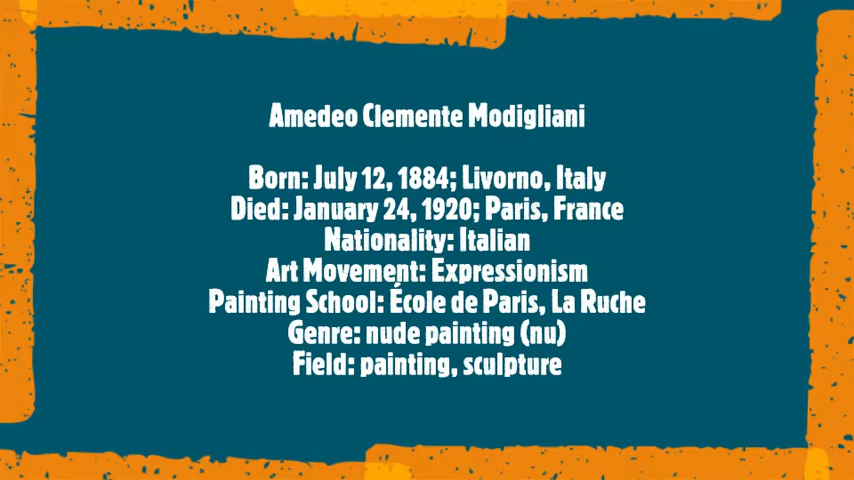 Amedeo Clemente Modigliani
Born: July 12, 1884; Livorno, Italy
Died: January 24, 1920; Paris, France
Nationality: Italian
Art Movement: Expressionism
Painting School: École de Paris, La Ruche
Genre: nude painting (nu)
Field: painting, sculpture